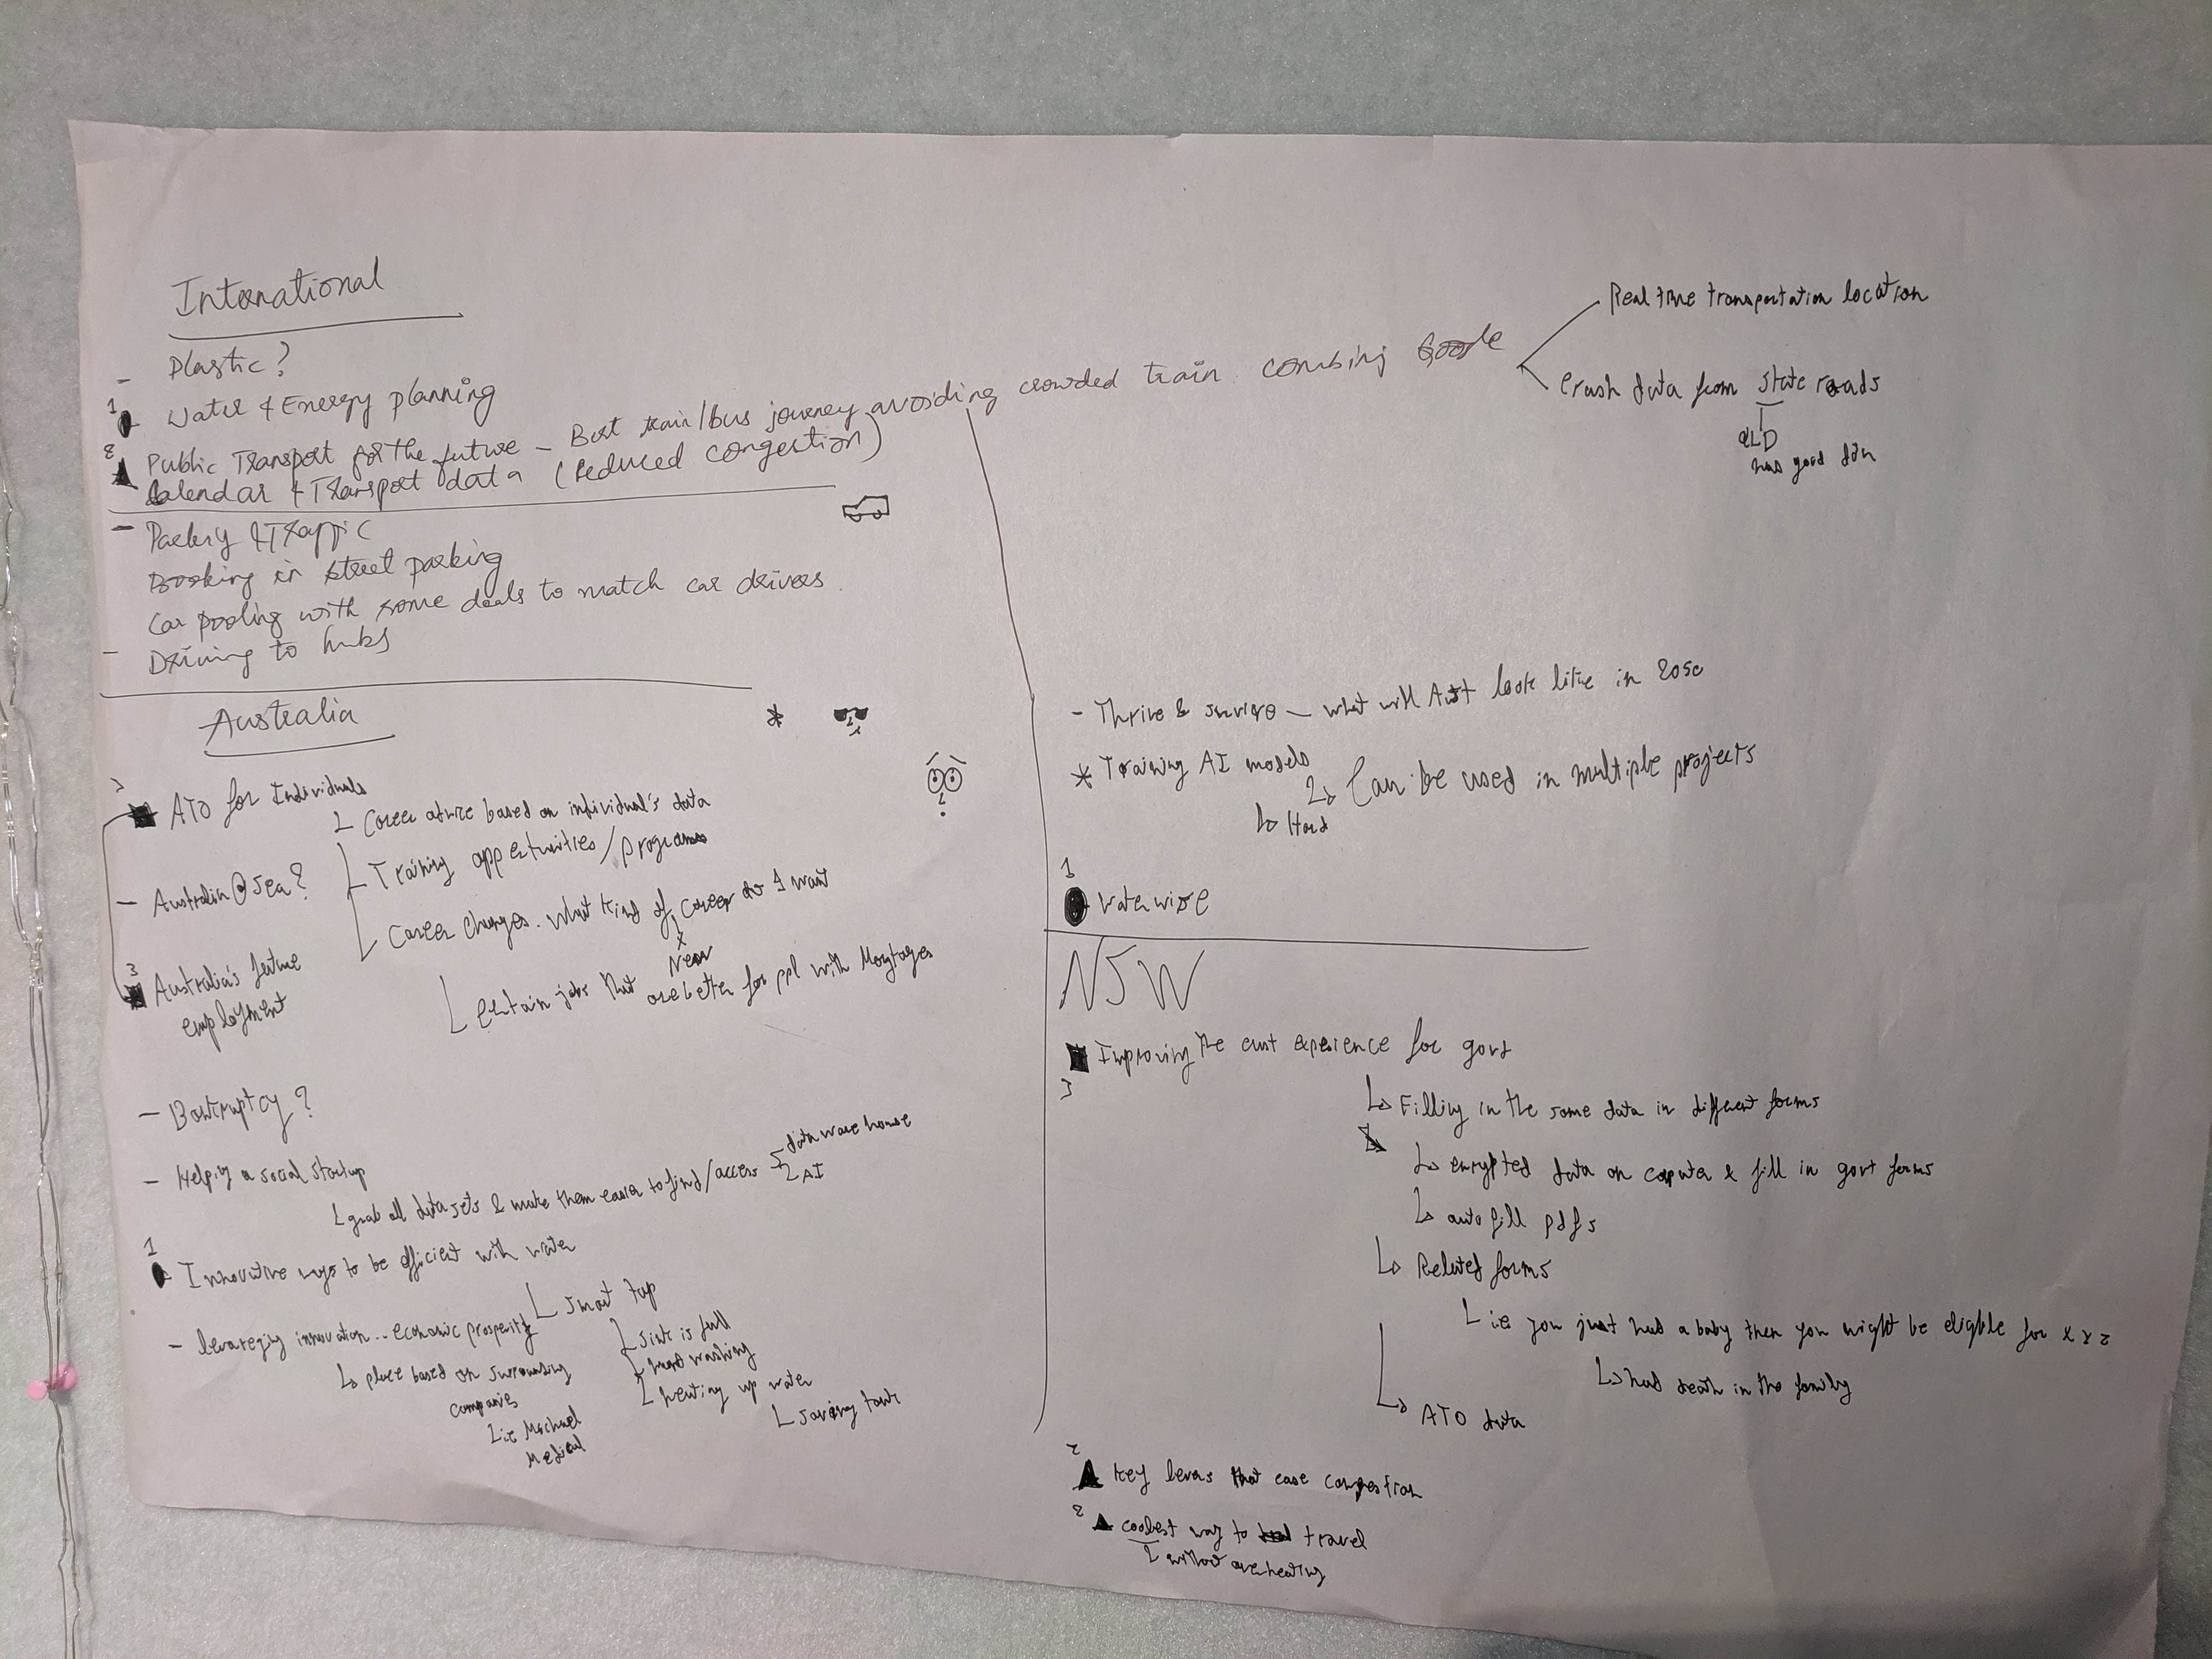 International
- Plastic?
1 Water & Energy planning
2 Public Transport for the future - Best train/bus journey avoiding crowded train combing
Calendar & Transport data (Reduced congestion)
Real time transportation location
Crash data from state roads
QLD
has good
- & Traffic
Booking in street parking
Car pooling with some deals to match car drivers
- Driving to hubs
Australia
*
3 ATO for Individuals
Career advice based on individual's data
Training opportunities/programs
- Australia@Sea?
Career changes. What kind of career do I want
New
3 Australia's future
employment
certain jobs that are better for ppl with Mortgages
- Bankruptcy?
- Helping a social startup
grab all datasets & make them easier to find/access
data warehouse
AI
1 Innovative ways to be efficient with water
smart tap
sink is full
hand washing
heating up water
- leveraging innovation .. economic prosperity
place based on surrounding
companies
ie Michael
Medical
- Thrive & survive - what will Aust look like in 2050
* Training AI models
Can be used in multiple projects
Hard
1
Waterwise
NSW
3 Improving the cust experience for govt
Filling in the same data in different forms
encrypted data on computer & fill in govt forms
auto fill pdfs
Related forms
ie you just had a baby then you might be eligible for x y z
had death in the family
ATO data
2 Key levers that ease congestion
2 coolest way to travel
without overheating